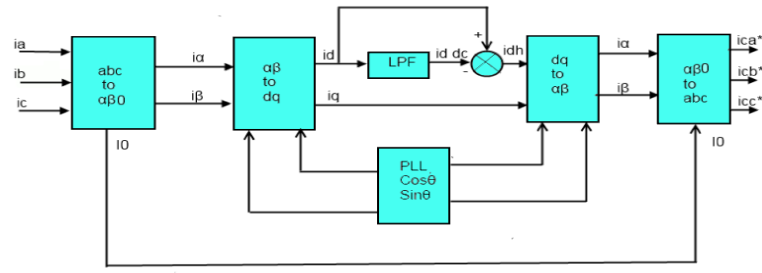 ia
ib
ic
abc
to
αβ0
iα
iβ
I0
αβ
to
dq
id
iq
LPF
id dc
+
-
idh
dq
to
αβ
iα
iβ
αβ0
to
abc
ica*
icb*
icc*
I0
PLL
Cosθ
Sinθ